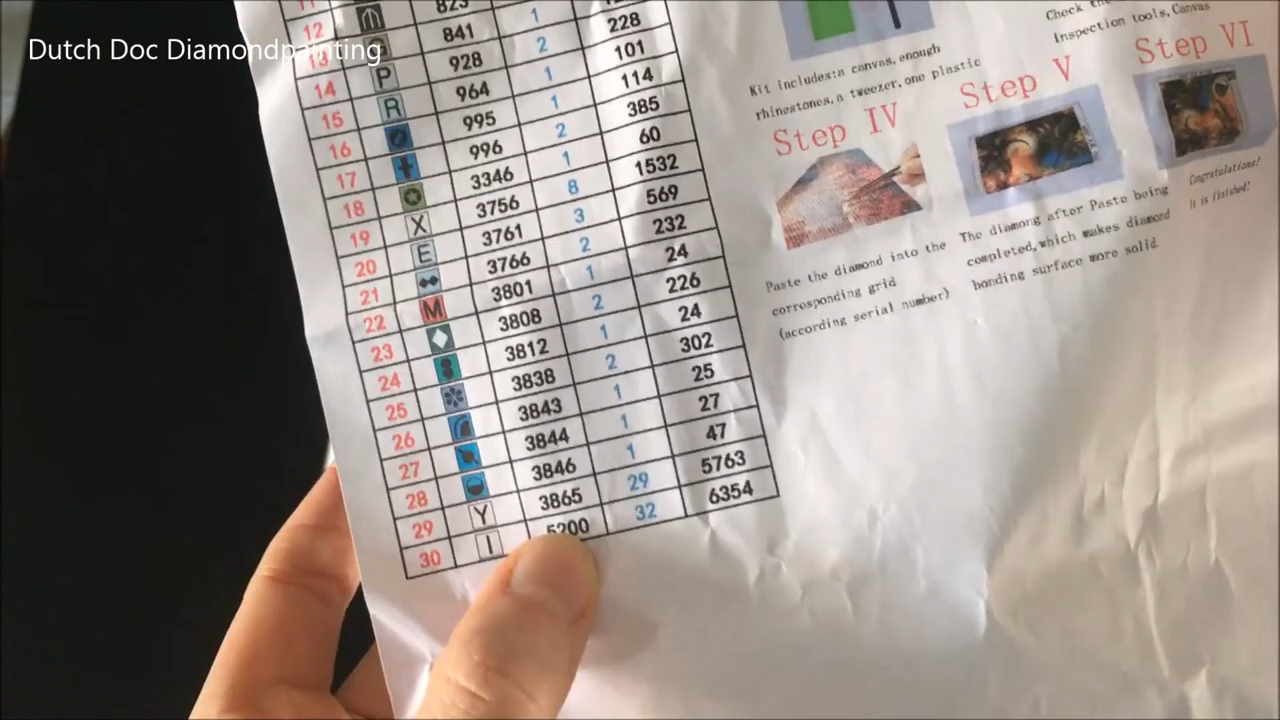 Dutch Doc Diamondpainting
11
12 823
13 841 1
14 P 928 2 228
15 R 964 1 101
16 995 1 114
17 996 2 385
18 3346 1 60
19 X 3756 8 1532
20 E 3761 3 569
21 3766 2 232
22 M 3801 1 24
23 3808 2 226
24 3812 1 24
25 3838 2 302
26 3843 1 25
27 3844 1 27
28 3846 1 47
29 Y 3865 29 5763
30 I 5200 32 6354
Kit includes:a canvas, enough
rhinestones, a tweezer, one plastic
Check the
Inspection tools, Canvas
Step IV
Paste the diamond into the
corresponding grid
(according serial number)
Step V
The diamong after Paste being
completed, which makes diamond
bonding surface more solid.
Step VI
Congratulations!
it is finished!